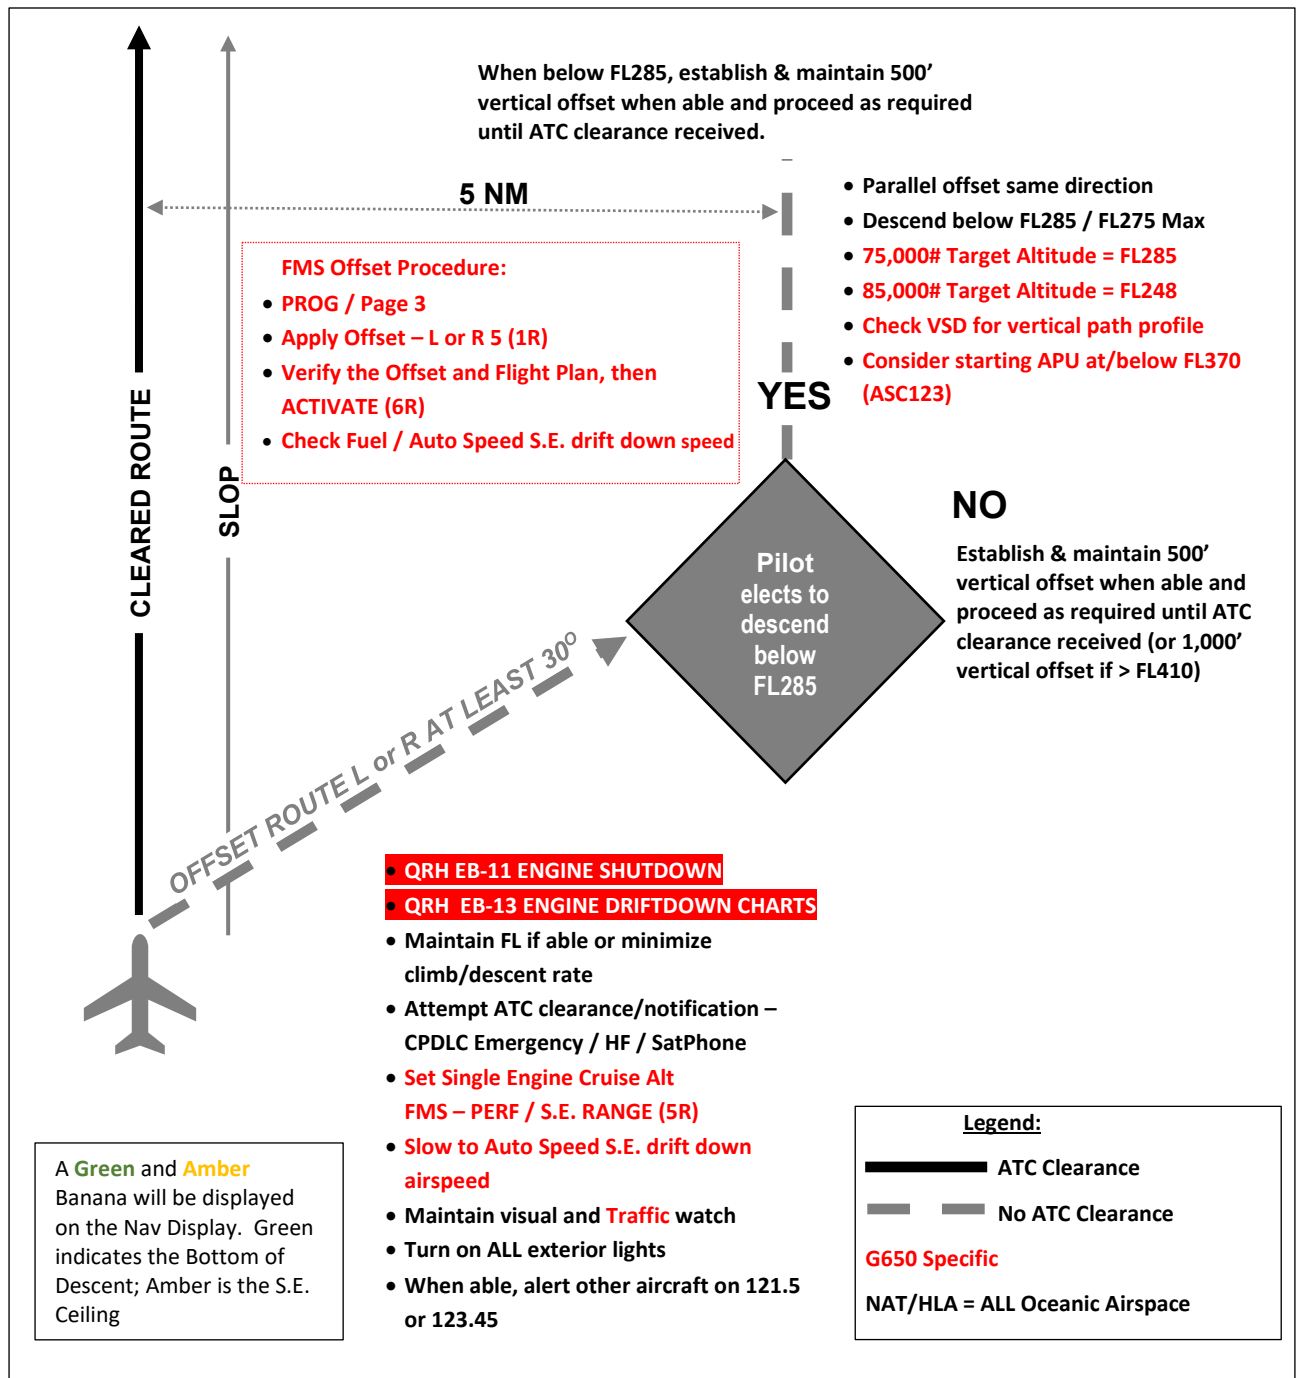 When below FL285, establish & maintain 500’
vertical offset when able and proceed as required
until ATC clearance received.
5 NM
• Parallel offset same direction
• Descend below FL285 / FL275 Max
• 75,000# Target Altitude = FL285
• 85,000# Target Altitude = FL248
• Check VSD for vertical path profile
• Consider starting APU at/below FL370
(ASC123)
FMS Offset Procedure:
• PROG / Page 3
• Apply Offset – L or R 5 (1R)
• Verify the Offset and Flight Plan, then
ACTIVATE (6R)
• Check Fuel / Auto Speed S.E. drift down speed
CLEARED ROUTE
SLOP
YES
NO
Pilot
elects to
descend
below
FL285
Establish & maintain 500’
vertical offset when able and
proceed as required until ATC
clearance received (or 1,000’
vertical offset if > FL410)
OFFSET ROUTE L or R AT LEAST 30⁰
• QRH EB-11 ENGINE SHUTDOWN
• QRH EB-13 ENGINE DRIFTDOWN CHARTS
• Maintain FL if able or minimize
climb/descent rate
• Attempt ATC clearance/notification –
CPDLC Emergency / HF / SatPhone
• Set Single Engine Cruise Alt
FMS – PERF / S.E. RANGE (5R)
• Slow to Auto Speed S.E. drift down
airspeed
• Maintain visual and Traffic watch
• Turn on ALL exterior lights
• When able, alert other aircraft on 121.5
or 123.45
A Green and Amber
Banana will be displayed
on the Nav Display. Green
indicates the Bottom of
Descent; Amber is the S.E.
Ceiling
Legend:
ATC Clearance
No ATC Clearance
G650 Specific
NAT/HLA = ALL Oceanic Airspace